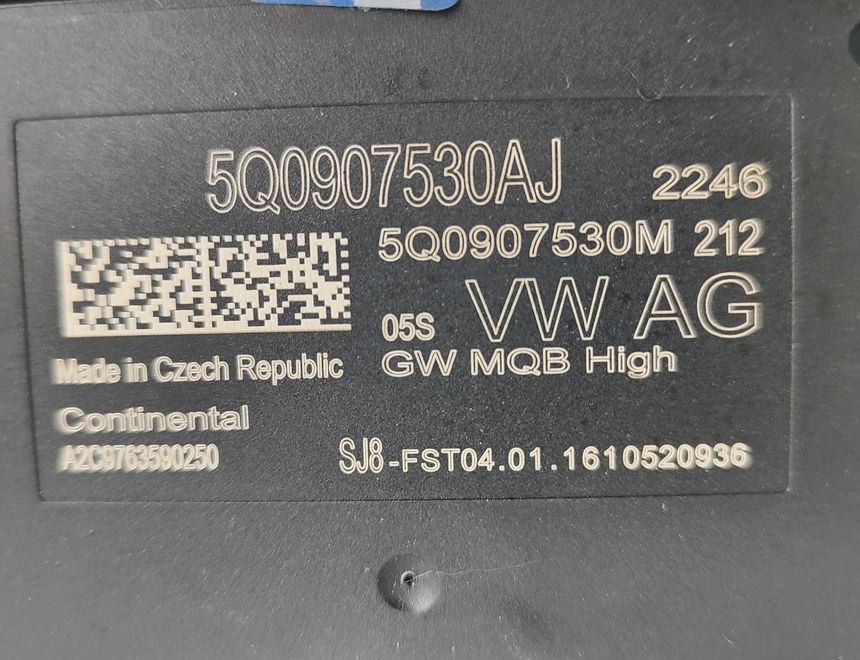 5Q0907530AJ 2246
5Q0907530M 212
05S VW AG
GW MQB High
Made in Czech Republic
Continental
A2C9763590250
SJ8-FST04.01.1610520936